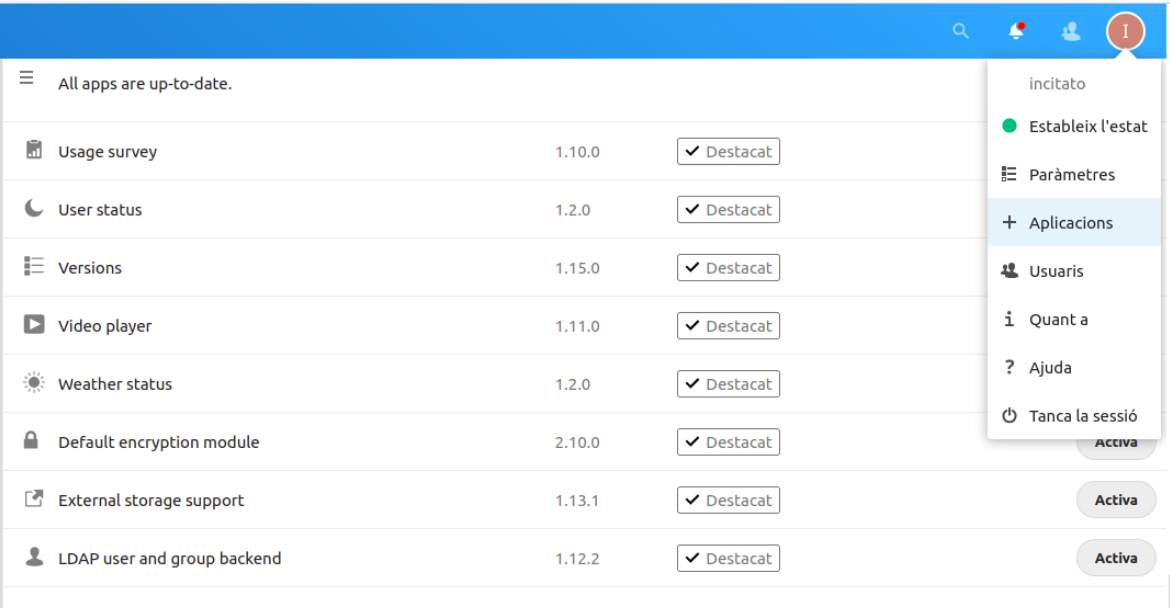 I
All apps are up-to-date.
incitato
Estableix l'estat
Usage survey 1.10.0 Destacat
Paràmetres
User status 1.2.0 Destacat
Aplicacions
Versions 1.15.0 Destacat
Usuaris
Video player 1.11.0 Destacat
Quant a
Weather status 1.2.0 Destacat
Ajuda
Tanca la sessió
Default encryption module 2.10.0 Destacat Activa
External storage support 1.13.1 Destacat Activa
LDAP user and group backend 1.12.2 Destacat Activa